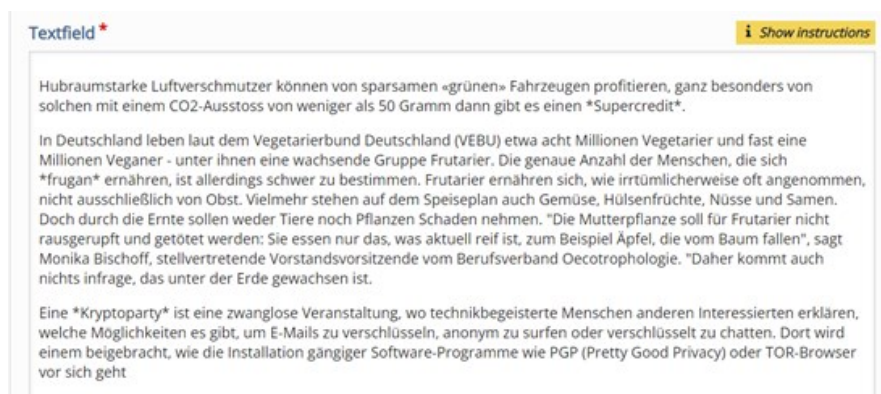 Textfield *
i Show instructions
Hubraumstarke Luftverschmutzer können von sparsamen «grünen» Fahrzeugen profitieren, ganz besonders von
solchen mit einem CO2-Ausstoss von weniger als 50 Gramm dann gibt es einen *Supercredit*.
In Deutschland leben laut dem Vegetarierbund Deutschland (VEBU) etwa acht Millionen Vegetarier und fast eine
Millionen Veganer - unter ihnen eine wachsende Gruppe Frutarier. Die genaue Anzahl der Menschen, die sich
*frugan* ernähren, ist allerdings schwer zu bestimmen. Frutarier ernähren sich, wie irrtümlicherweise oft angenommen,
nicht ausschließlich von Obst. Vielmehr stehen auf dem Speiseplan auch Gemüse, Hülsenfrüchte, Nüsse und Samen.
Doch durch die Ernte sollen weder Tiere noch Pflanzen Schaden nehmen. "Die Mutterpflanze soll für Frutarier nicht
rausgerupft und getötet werden: Sie essen nur das, was aktuell reif ist, zum Beispiel Äpfel, die vom Baum fallen", sagt
Monika Bischoff, stellvertretende Vorstandsvorsitzende vom Berufsverband Oecotrophologie. "Daher kommt auch
nichts infrage, das unter der Erde gewachsen ist.
Eine *Kryptoparty* ist eine zwanglose Veranstaltung, wo technikbegeisterte Menschen anderen Interessierten erklären,
welche Möglichkeiten es gibt, um E-Mails zu verschlüsseln, anonym zu surfen oder verschlüsselt zu chatten. Dort wird
einem beigebracht, wie die Installation gängiger Software-Programme wie PGP (Pretty Good Privacy) oder TOR-Browser
vor sich geht